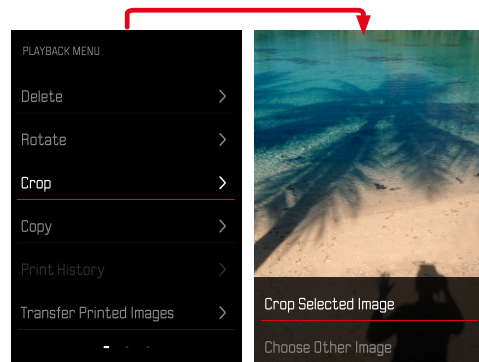 PLAYBACK MENU
Delete
Rotate
Crop
Copy
Print History
Transfer Printed Images
Crop Selected Image
Choose Other Image